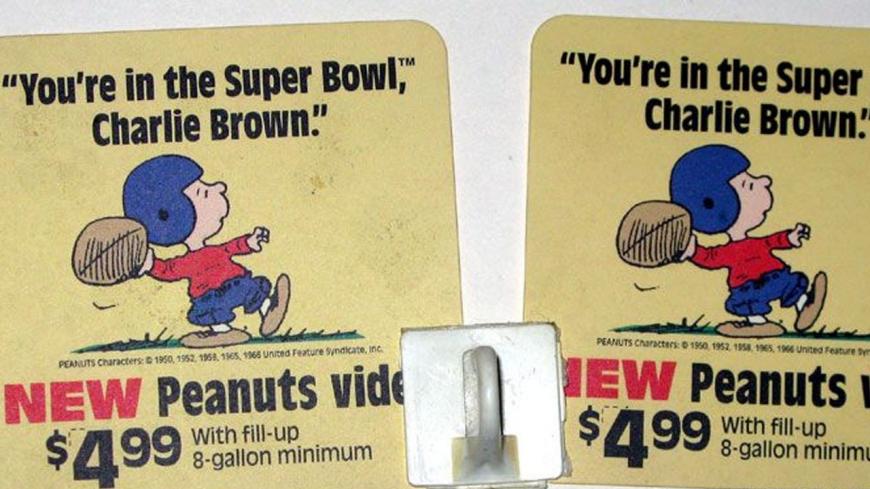 "You're in the Super Bowl,™
Charlie Brown."
PEANUTS Characters: © 1950, 1952, 1958, 1965, 1966 United Feature Syndicate, Inc.
NEW Peanuts vide
$4.99 With fill-up
8-gallon minimum
"You're in the Super
Charlie Brown."
PEANUTS Characters: © 1950, 1952, 1958, 1965, 1966 United Feature Syn
NEW Peanuts v
$4.99 With fill-up
8-gallon minimu